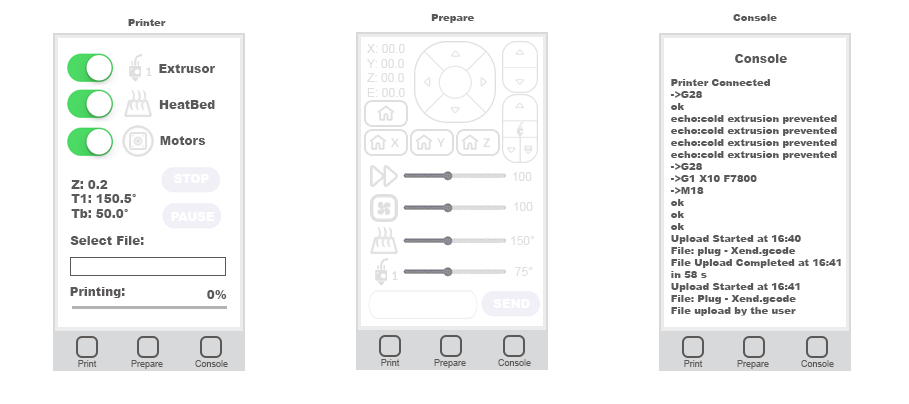 Printer
1 Extrusor
HeatBed
Motors
Z: 0.2
T1: 150.5°
Tb: 50.0°
STOP
PAUSE
Select File:
Printing: 0%
Print Prepare Console
Prepare
X: 00.0
Y: 00.0
Z: 00.0
E: 00.0
X Y Z
100
100
150°
1 75°
SEND
Print Prepare Console
Console
Console
Printer Connected
->G28
ok
echo:cold extrusion prevented
echo:cold extrusion prevented
echo:cold extrusion prevented
echo:cold extrusion prevented
->G28
->G1 X10 F7800
->M18
ok
ok
ok
Upload Started at 16:40
File: plug - Xend.gcode
File Upload Completed at 16:41
in 58 s
Upload Started at 16:41
File: Plug - Xend.gcode
File upload by the user
Print Prepare Console